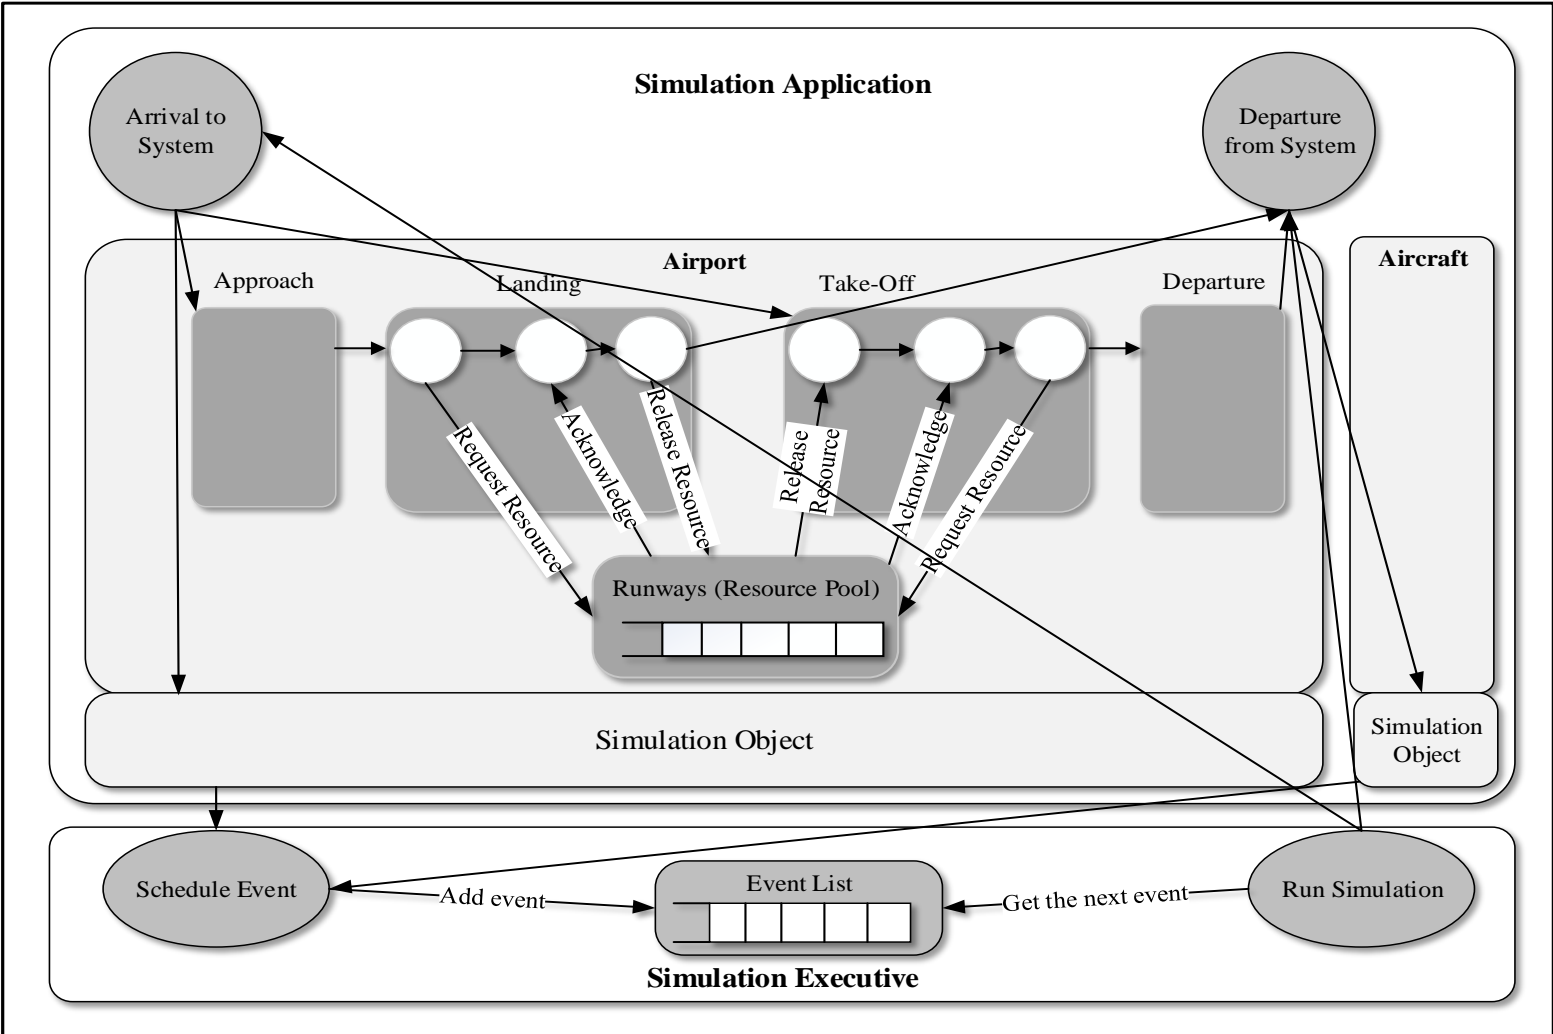 Simulation Application
Arrival to
System
Departure
from System
Airport
Aircraft
Approach
Landing
Take-Off
Departure
Request Resource
Acknowledge
Release Resource
Release
Resource
Acknowledge
Request Resource
Runways (Resource Pool)
Simulation Object
Simulation
Object
Schedule Event
Add event
Event List
Get the next event
Run Simulation
Simulation Executive